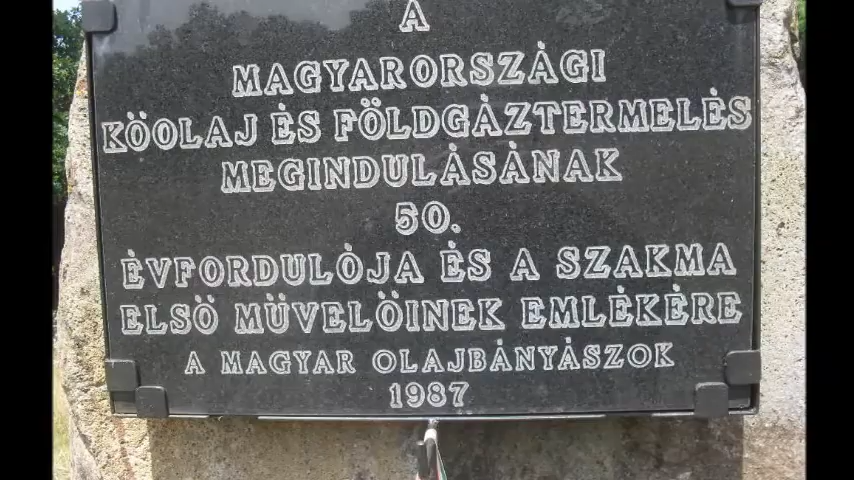 A
MAGYARORSZÁGI
KÖOLAJ ÉS FÖLDGÁZTERMELÉS
MEGINDULÁSÁNAK
50.
ÉVFORDULÓJA ÉS A SZAKMA
ELSÖ MÜVELÖINEK EMLÉKÉRE
A MAGYAR OLAJBÁNYÁSZOK
1987